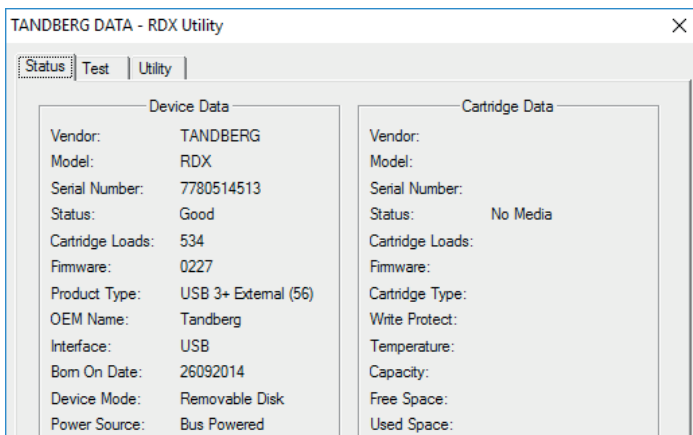 TANDBERG DATA - RDX Utility
Status Test Utility
Device Data
Vendor: TANDBERG
Model: RDX
Serial Number: 7780514513
Status: Good
Cartridge Loads: 534
Firmware: 0227
Product Type: USB 3+ External (56)
OEM Name: Tandberg
Interface: USB
Born On Date: 26092014
Device Mode: Removable Disk
Power Source: Bus Powered
Cartridge Data
Vendor:
Model:
Serial Number:
Status: No Media
Cartridge Loads:
Firmware:
Cartridge Type:
Write Protect:
Temperature:
Capacity:
Free Space:
Used Space: